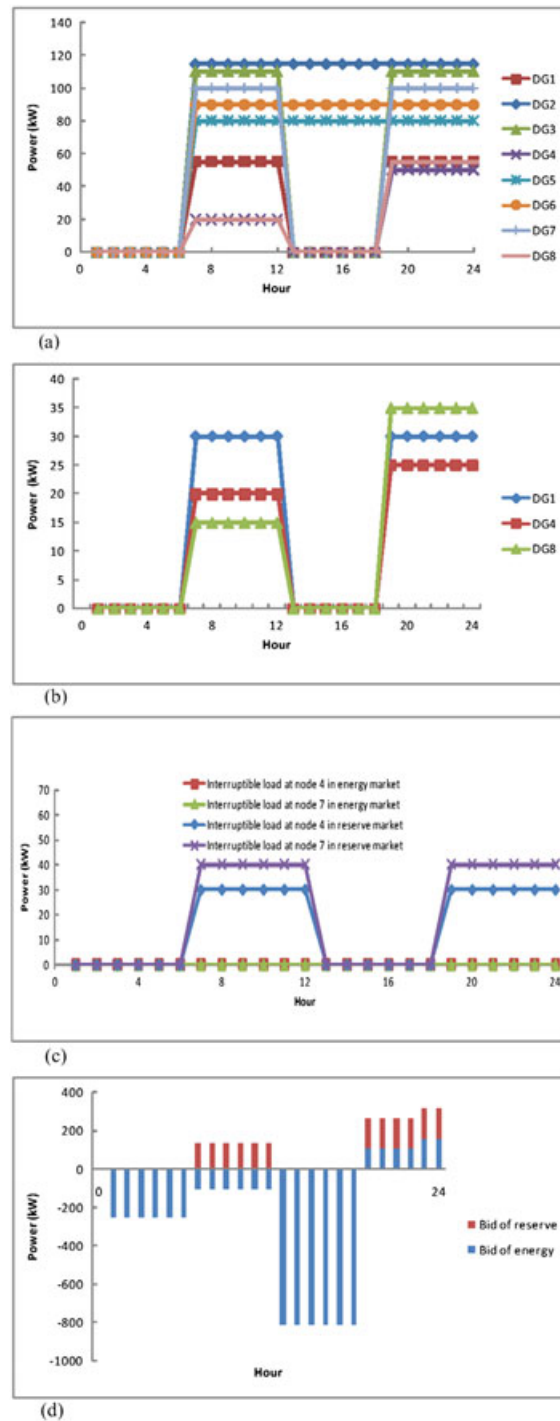 140
120
100
80
60
40
20
0
Power (kW)
0 4 8 12 16 20 24
Hour
DG1
DG2
DG3
DG4
DG5
DG6
DG7
DG8
(a)
40
35
30
25
20
15
10
5
0
Power (kW)
0 4 8 12 16 20 24
Hour
DG1
DG4
DG8
(b)
Interruptible load at node 4 in energy market
Interruptible load at node 7 in energy market
Interruptible load at node 4 in reserve market
Interruptible load at node 7 in reserve market
70
60
50
40
30
20
10
0
Power (kW)
0 4 8 12 16 20 24
Hour
(c)
400
200
0
-200
-400
-600
-800
-1000
Power (kW)
0 24
Bid of reserve
Bid of energy
Hour
(d)